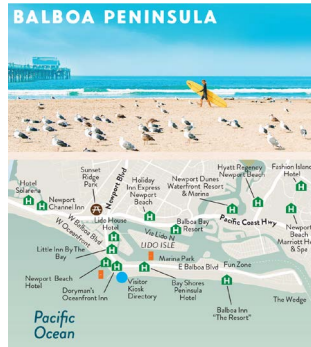 BALBOA PENINSULA
Hotel
Solarena
Newport
Channel Inn
Sunset
Ridge
Park
Newport Blvd
Holiday
Inn Express
Newport
Beach
Newport Dunes
Waterfront Resort
& Marina
Hyatt Regency
Newport Beach
Fashion Island
Hotel
Lido House
Hotel
W Balboa Blvd
W Oceanfront
Via Lido N
LIDO ISLE
Balboa Bay
Resort
Pacific Coast Hwy
Newport
Beach
Marriott Ho
& Spa
Little Inn By The
Bay
Marina Park
E Balboa Blvd
Fun Zone
Newport Beach
Hotel
Doryman's
Oceanfront Inn
Visitor
Kiosk
Directory
Bay Shores
Peninsula
Hotel
Balboa Inn
"The Resort"
The Wedge
Pacific
Ocean